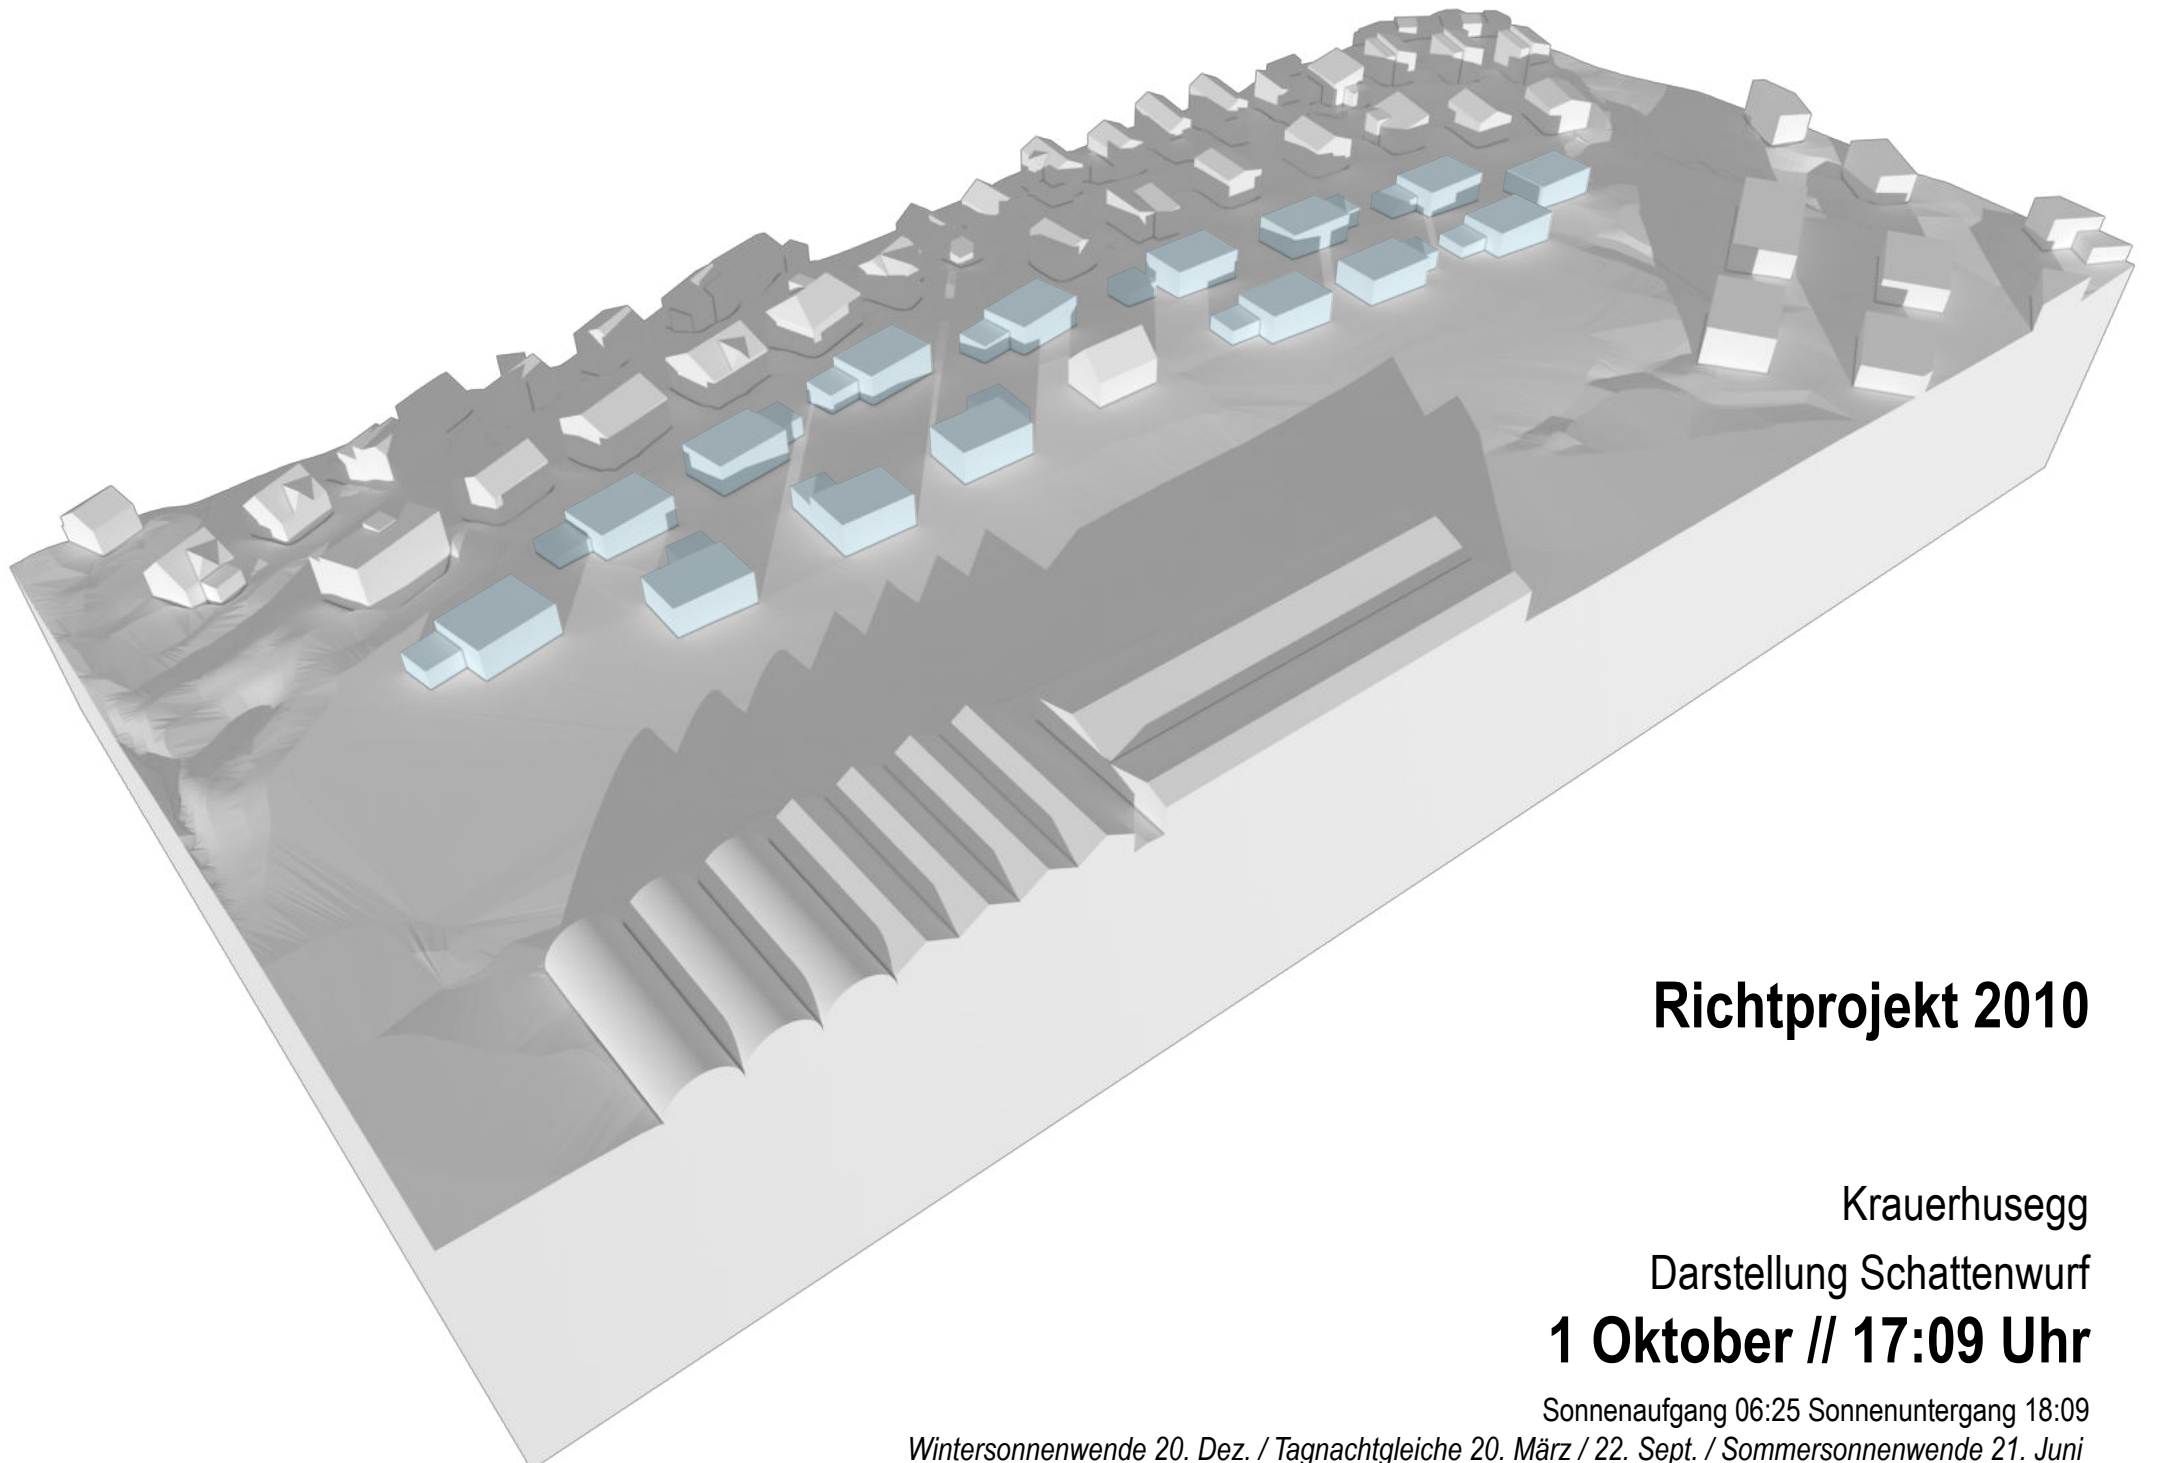 Richtprojekt 2010
Krauerhusegg
Darstellung Schattenwurf
1 Oktober // 17:09 Uhr
Sonnenaufgang 06:25 Sonnenuntergang 18:09
Wintersonnenwende 20. Dez. / Tagnachtgleiche 20. März / 22. Sept. / Sommersonnenwende 21. Juni